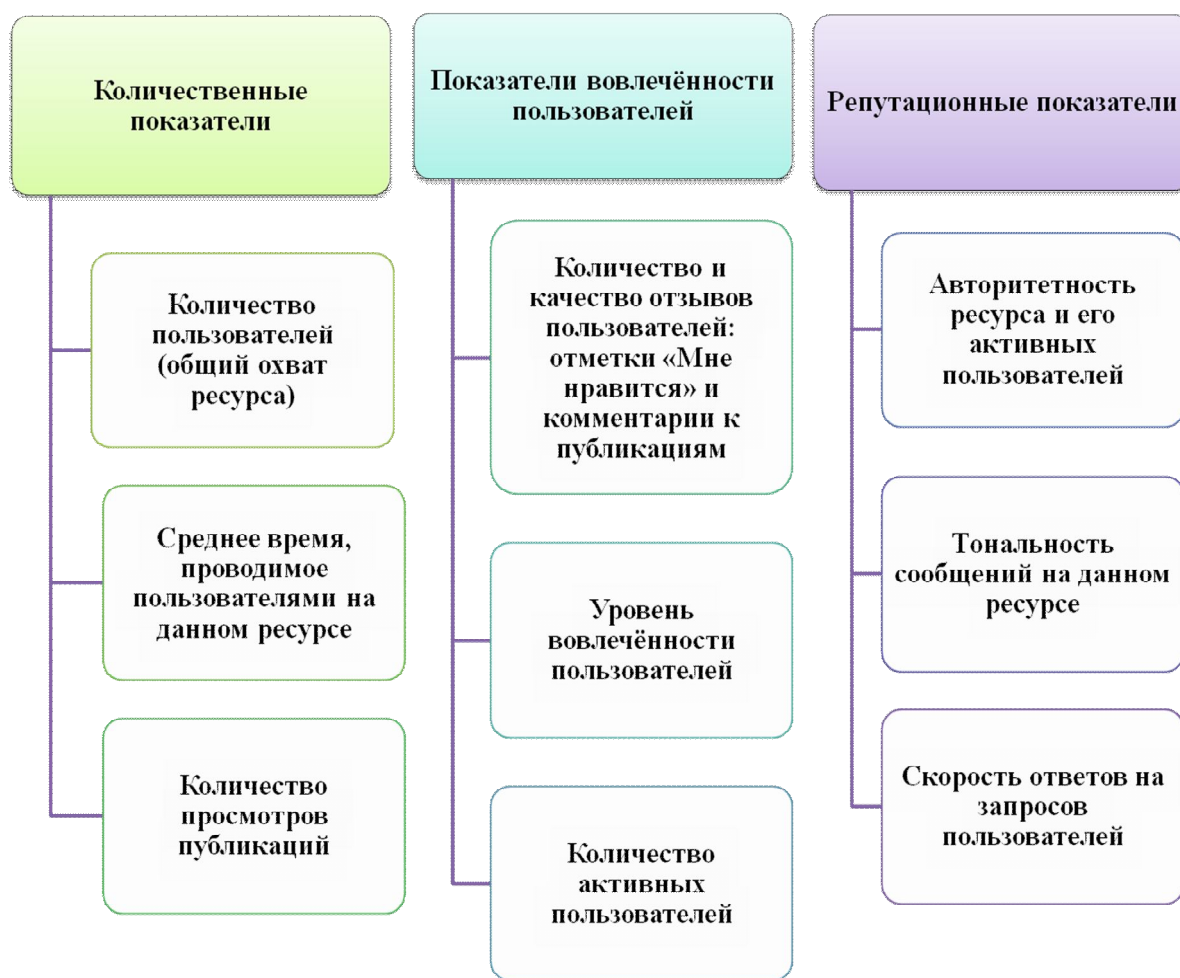 Количественные
показатели
Количество
пользователей
(общий охват
ресурса)
Среднее время,
проводимое
пользователями на
данном ресурсе
Количество
просмотров
публикаций
Показатели вовлечённости
пользователей
Количество и
качество отзывов
пользователей:
отметки «Мне
нравится» и
комментарии к
публикациям
Уровень
вовлечённости
пользователей
Количество
активных
пользователей
Репутационные показатели
Авторитетность
ресурса и его
активных
пользователей
Тональность
сообщений на данном
ресурсе
Скорость ответов на
запросов
пользователей